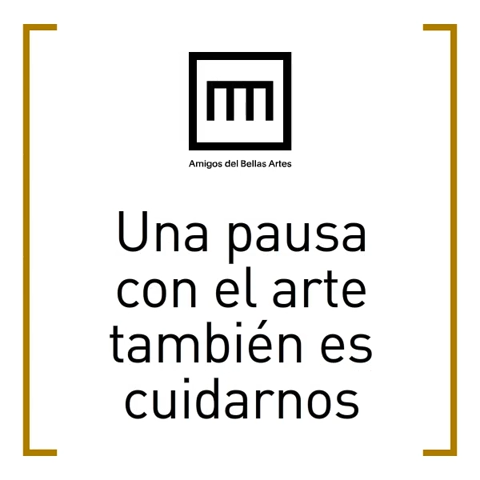 Amigos del Bellas Artes
Una pausa
con el arte
también es
cuidarnos